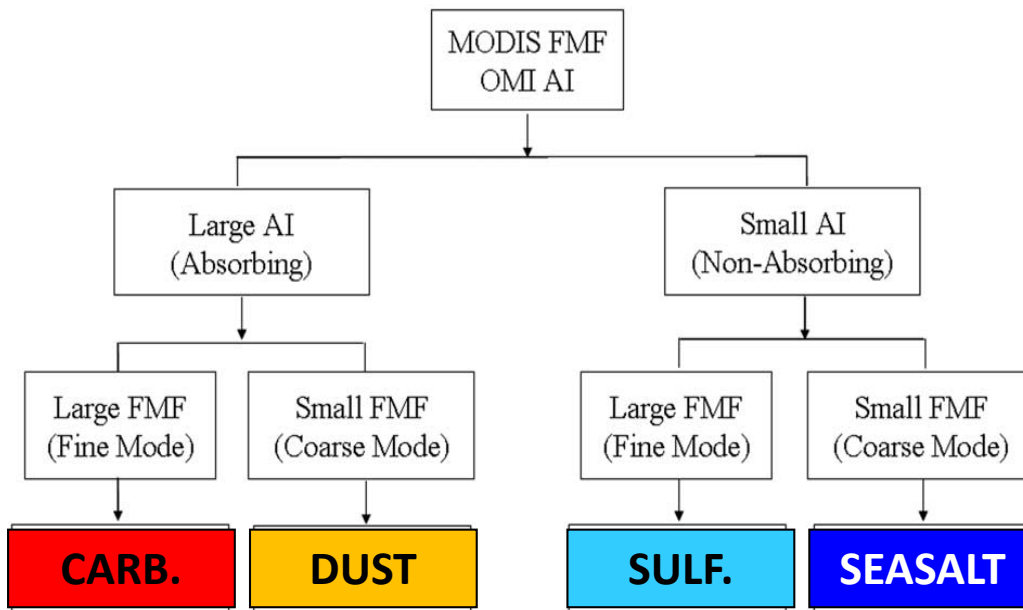 MODIS FMF
OMI AI
Large AI
(Absorbing)
Small AI
(Non-Absorbing)
Large FMF
(Fine Mode)
Small FMF
(Coarse Mode)
Large FMF
(Fine Mode)
Small FMF
(Coarse Mode)
CARB.
DUST
SULF.
SEASALT